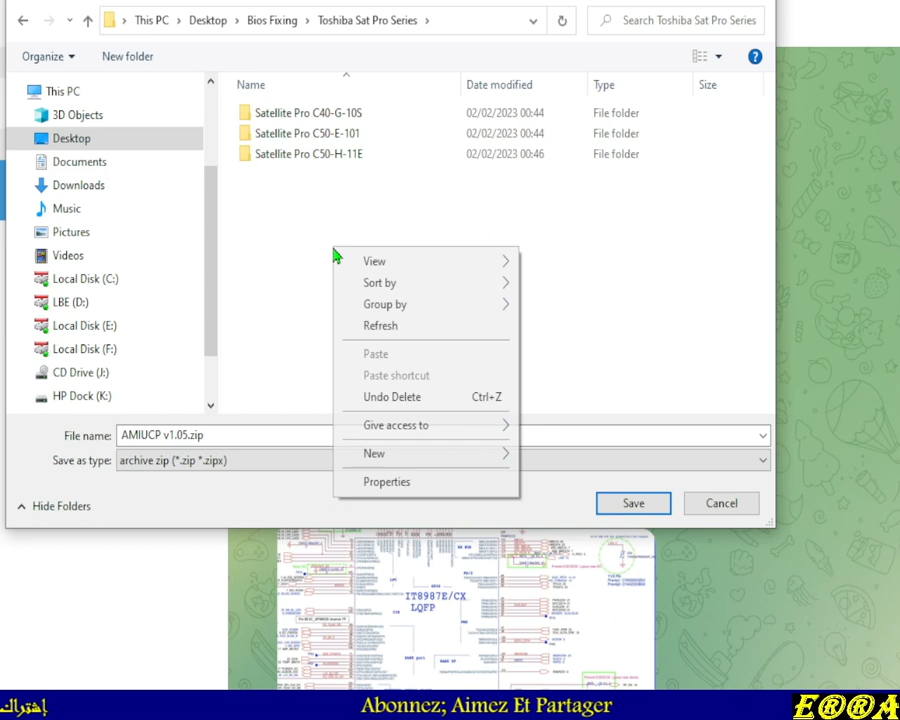 This PC > Desktop > Bios Fixing > Toshiba Sat Pro Series >
Search Toshiba Sat Pro Series
Organize
New folder
Name
Date modified
Type
Size
This PC
3D Objects
Desktop
Documents
Downloads
Music
Pictures
Videos
Local Disk (C:)
LBE (D:)
Local Disk (E:)
Local Disk (F:)
CD Drive (J:)
HP Dock (K:)
Satellite Pro C40-G-10S 02/02/2023 00:44 File folder
Satellite Pro C50-E-101 02/02/2023 00:44 File folder
Satellite Pro C50-H-11E 02/02/2023 00:46 File folder
View
Sort by
Group by
Refresh
Paste
Paste shortcut
Undo Delete Ctrl+Z
Give access to
New
Properties
File name: AMIUCP v1.05.zip
Save as type: archive zip (*.zip *.zipx)
Hide Folders
Save
Cancel
IT8987E/CX
LQFP
إشتراك
Abonnez; Aimez Et Partager